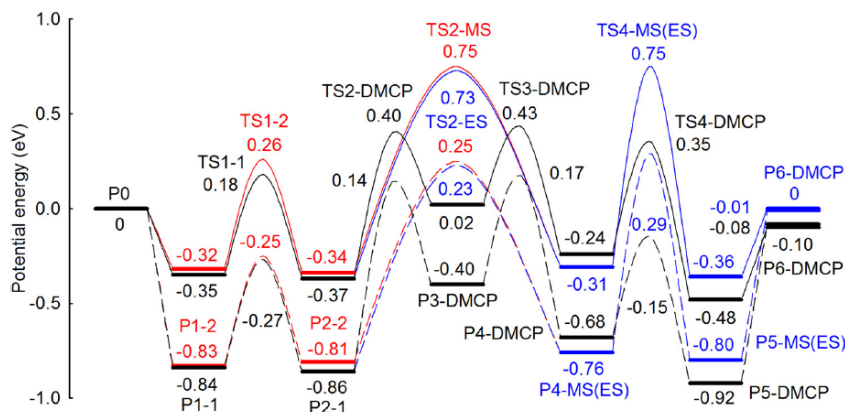 TS2-MS
0.75
TS4-MS(ES)
0.75
1.0
0.5
0.0
-0.5
-1.0
Potential energy (eV)
P0
0
TS1-2
0.26
TS1-1
0.18
-0.32
-0.35
-0.25
-0.27
P1-2
-0.83
-0.84
P1-1
-0.34
-0.37
P2-2
-0.81
-0.86
P2-1
TS2-DMCP
0.40
0.14
0.73
TS2-ES
0.25
0.23
TS3-DMCP
0.43
0.17
0.02
-0.40
P3-DMCP
-0.24
-0.31
P4-DMCP
-0.68
-0.76
P4-MS(ES)
TS4-DMCP
0.35
0.29
-0.15
-0.36
-0.48
-0.80
P5-MS(ES)
-0.92
P5-DMCP
P6-DMCP
0
-0.01
-0.08
-0.10
P6-DMCP